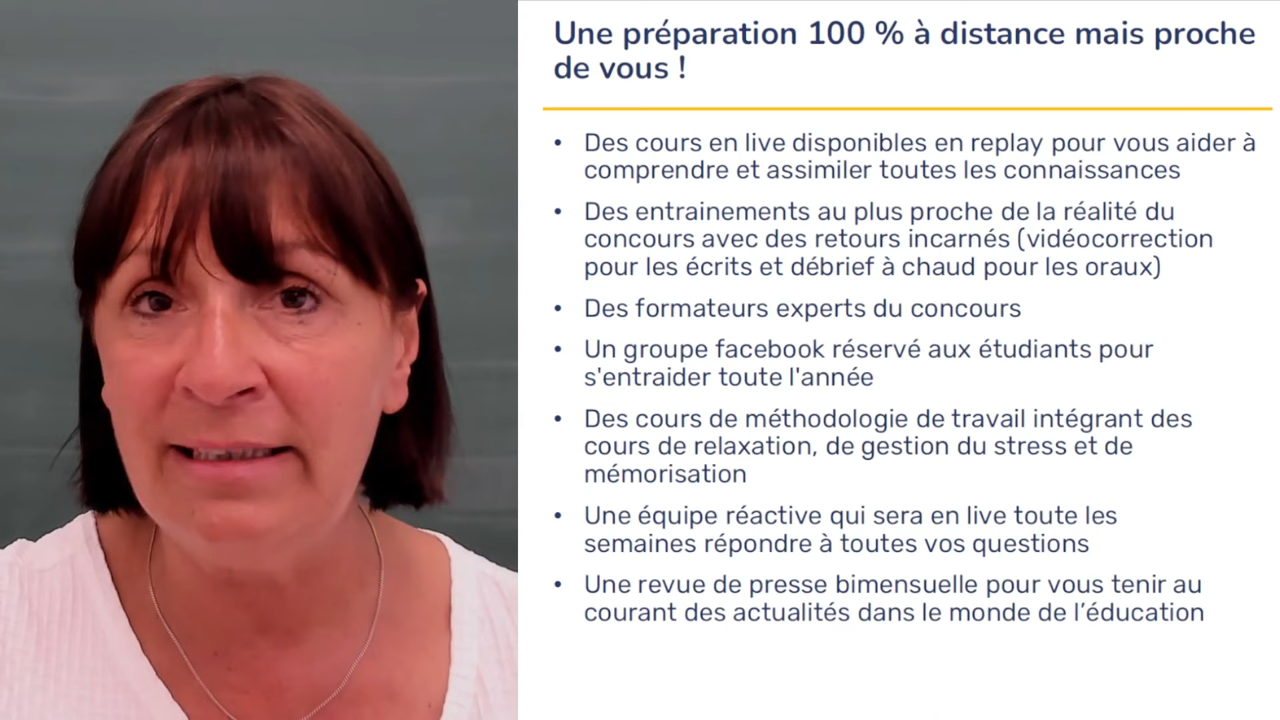 Une préparation 100 % à distance mais proche
de vous !
• Des cours en live disponibles en replay pour vous aider à
comprendre et assimiler toutes les connaissances
• Des entrainements au plus proche de la réalité du
concours avec des retours incarnés (vidéocorrection
pour les écrits et débrief à chaud pour les oraux)
• Des formateurs experts du concours
• Un groupe facebook réservé aux étudiants pour
s'entraider toute l'année
• Des cours de méthodologie de travail intégrant des
cours de relaxation, de gestion du stress et de
mémorisation
• Une équipe réactive qui sera en live toute les
semaines répondre à toutes vos questions
• Une revue de presse bimensuelle pour vous tenir au
courant des actualités dans le monde de l’éducation